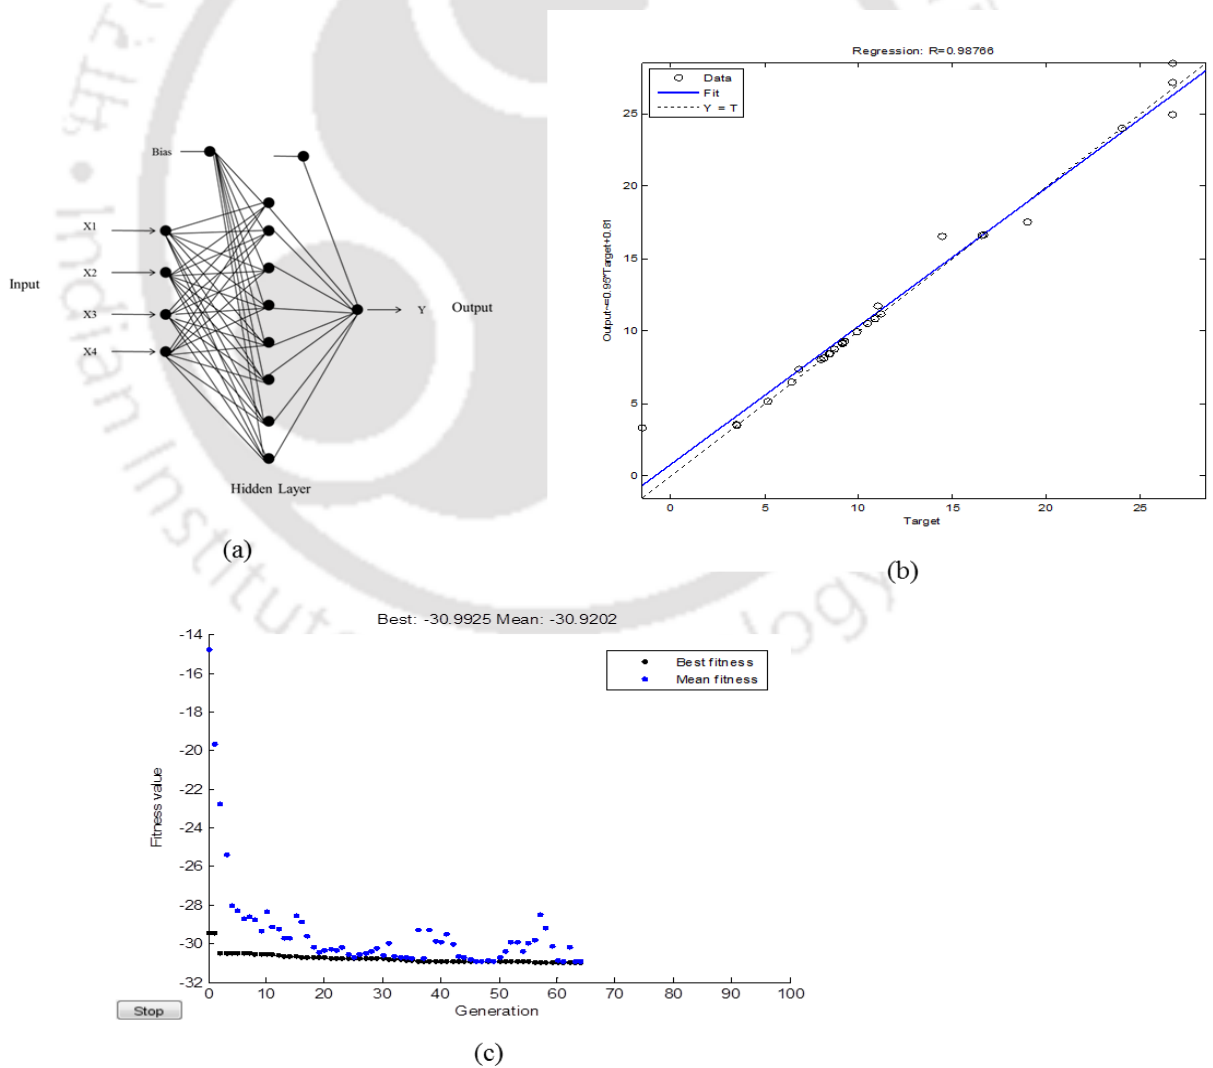 Bias
X1
X2
X3
X4
Input
Y
Output
Hidden Layer
(a)
Regression: R=0.98766
Data
Fit
Y = T
Output~=0.95*Target+0.81
25
20
15
10
5
0
0 5 10 15 20 25
Target
(b)
Best: -30.9925 Mean: -30.9202
Best fitness
Mean fitness
Fitness value
-14
-16
-18
-20
-22
-24
-26
-28
-30
-32
0 10 20 30 40 50 60 70 80 90 100
Generation
Stop
(c)
Indian Institut
ology